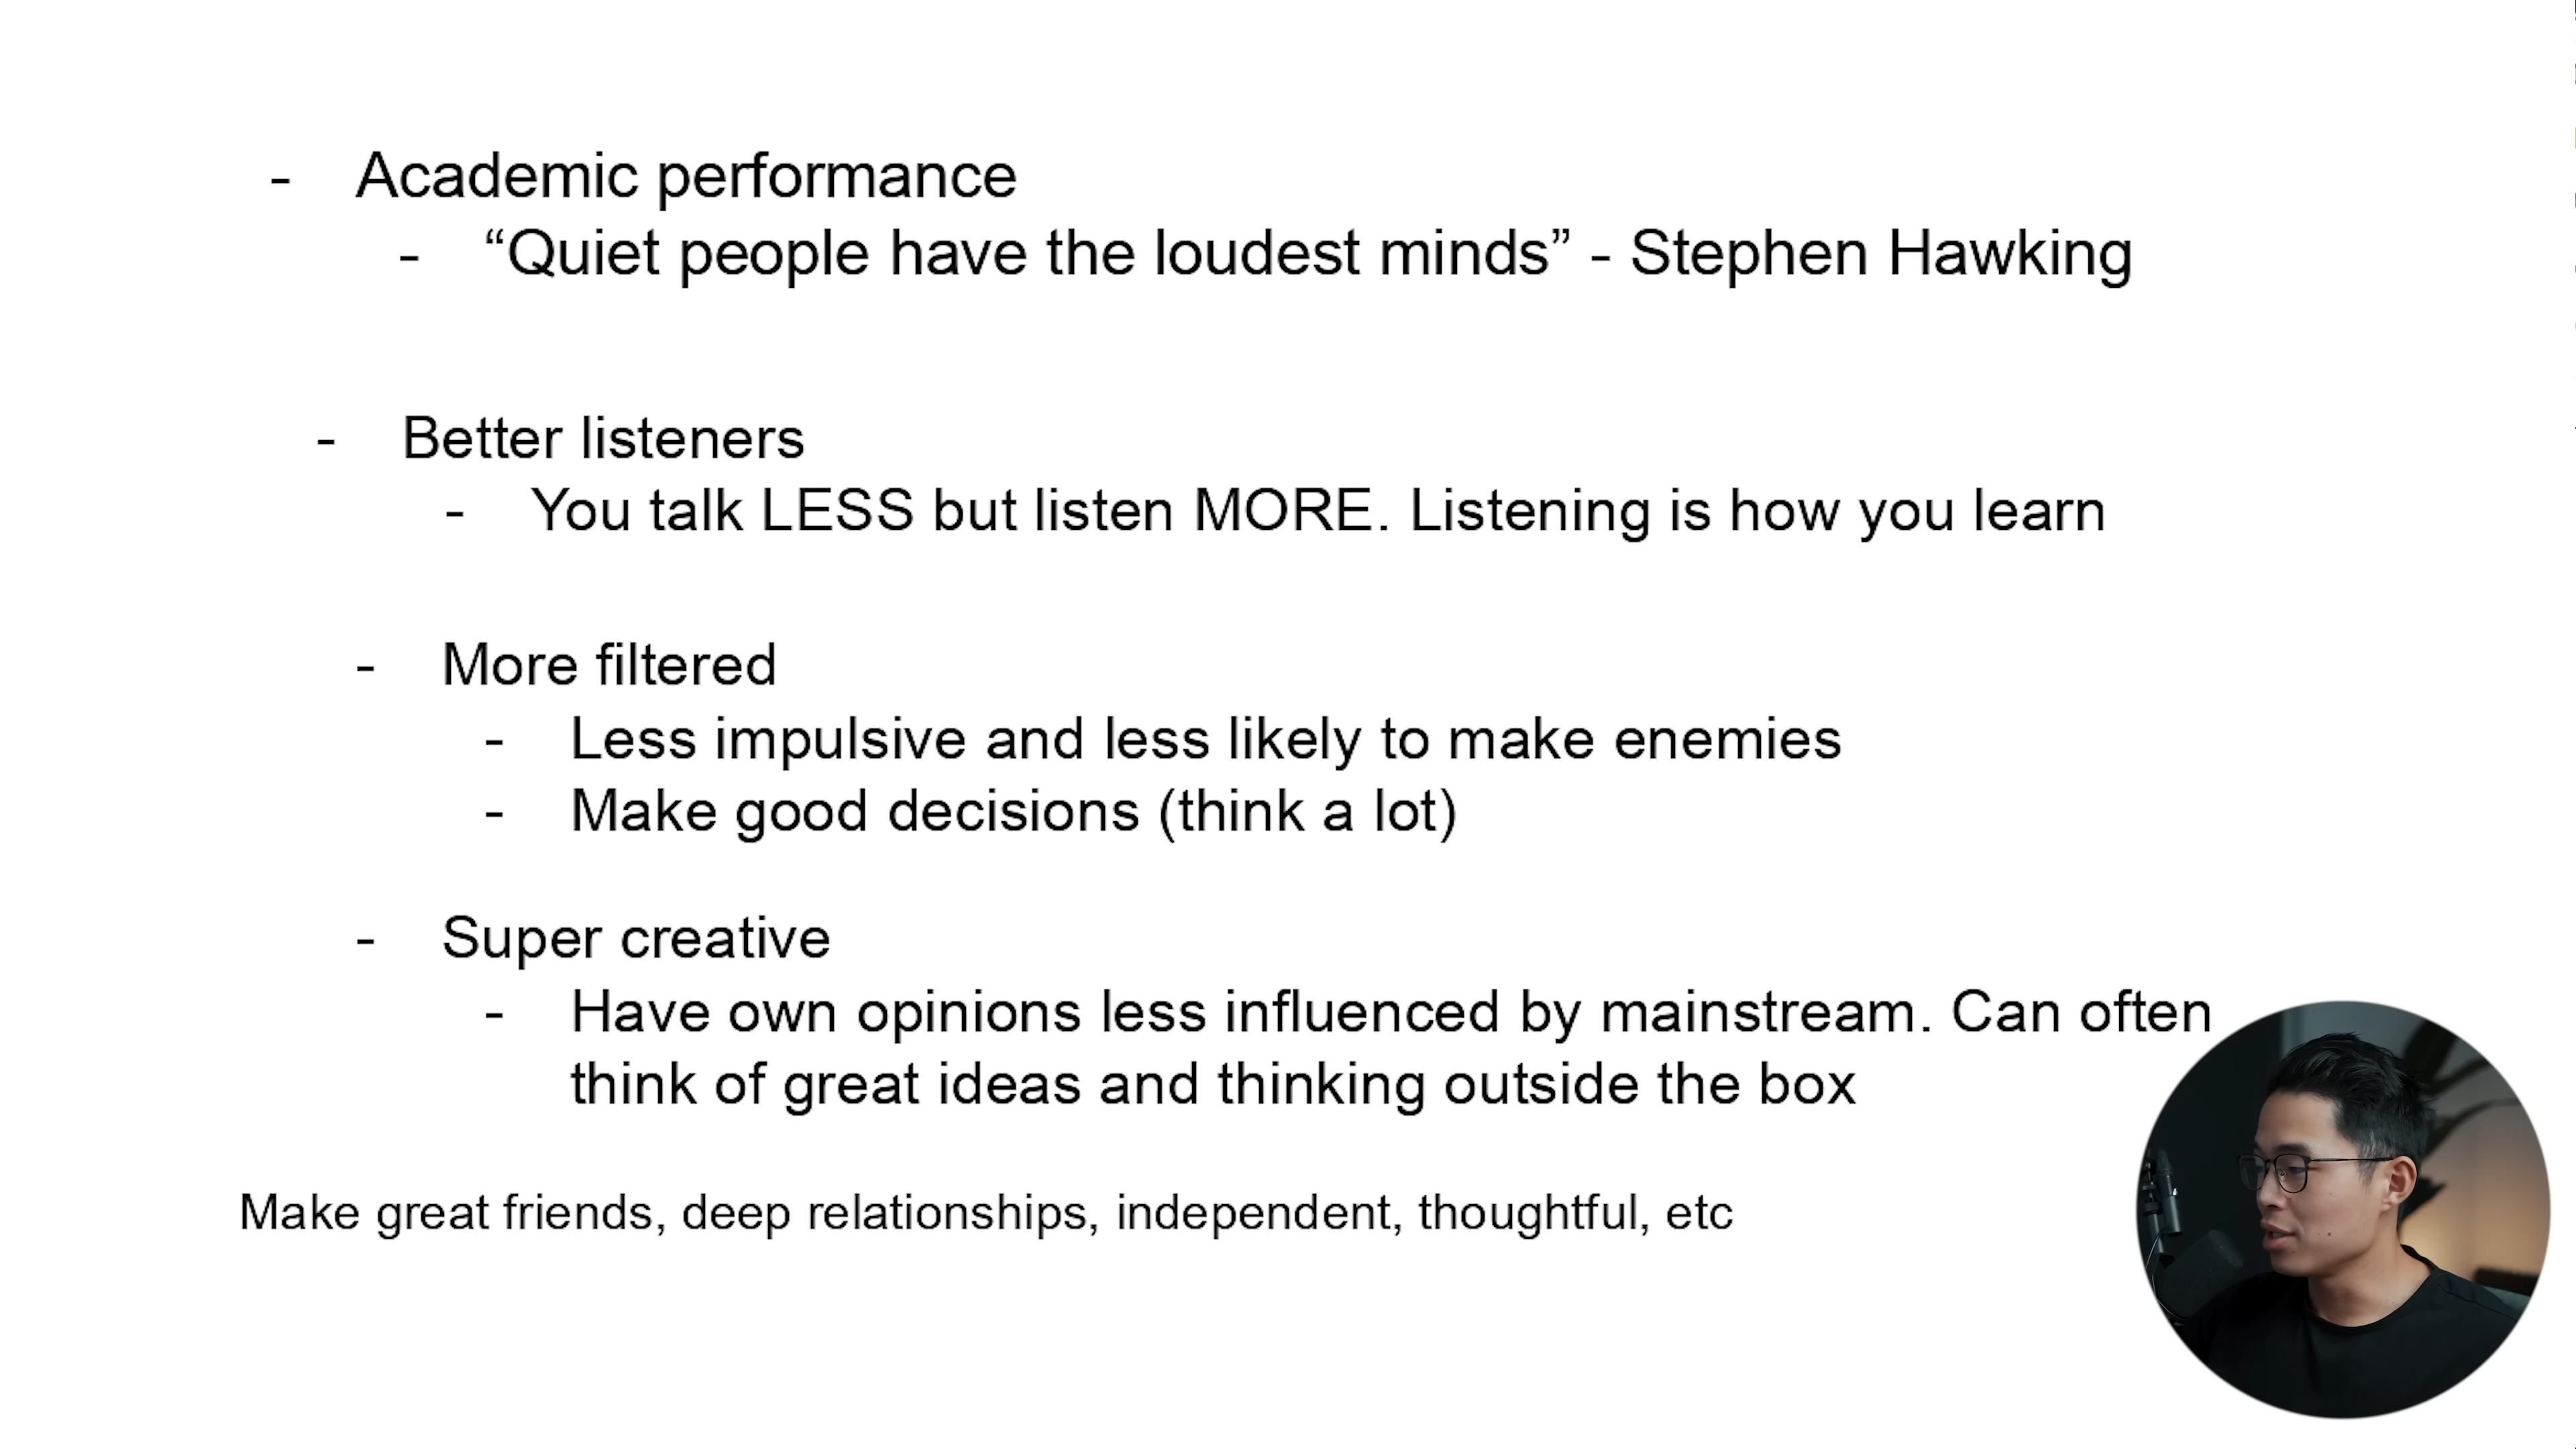 - Academic performance
- “Quiet people have the loudest minds” - Stephen Hawking
- Better listeners
- You talk LESS but listen MORE. Listening is how you learn
- More filtered
- Less impulsive and less likely to make enemies
- Make good decisions (think a lot)
- Super creative
- Have own opinions less influenced by mainstream. Can often
think of great ideas and thinking outside the box
Make great friends, deep relationships, independent, thoughtful, etc